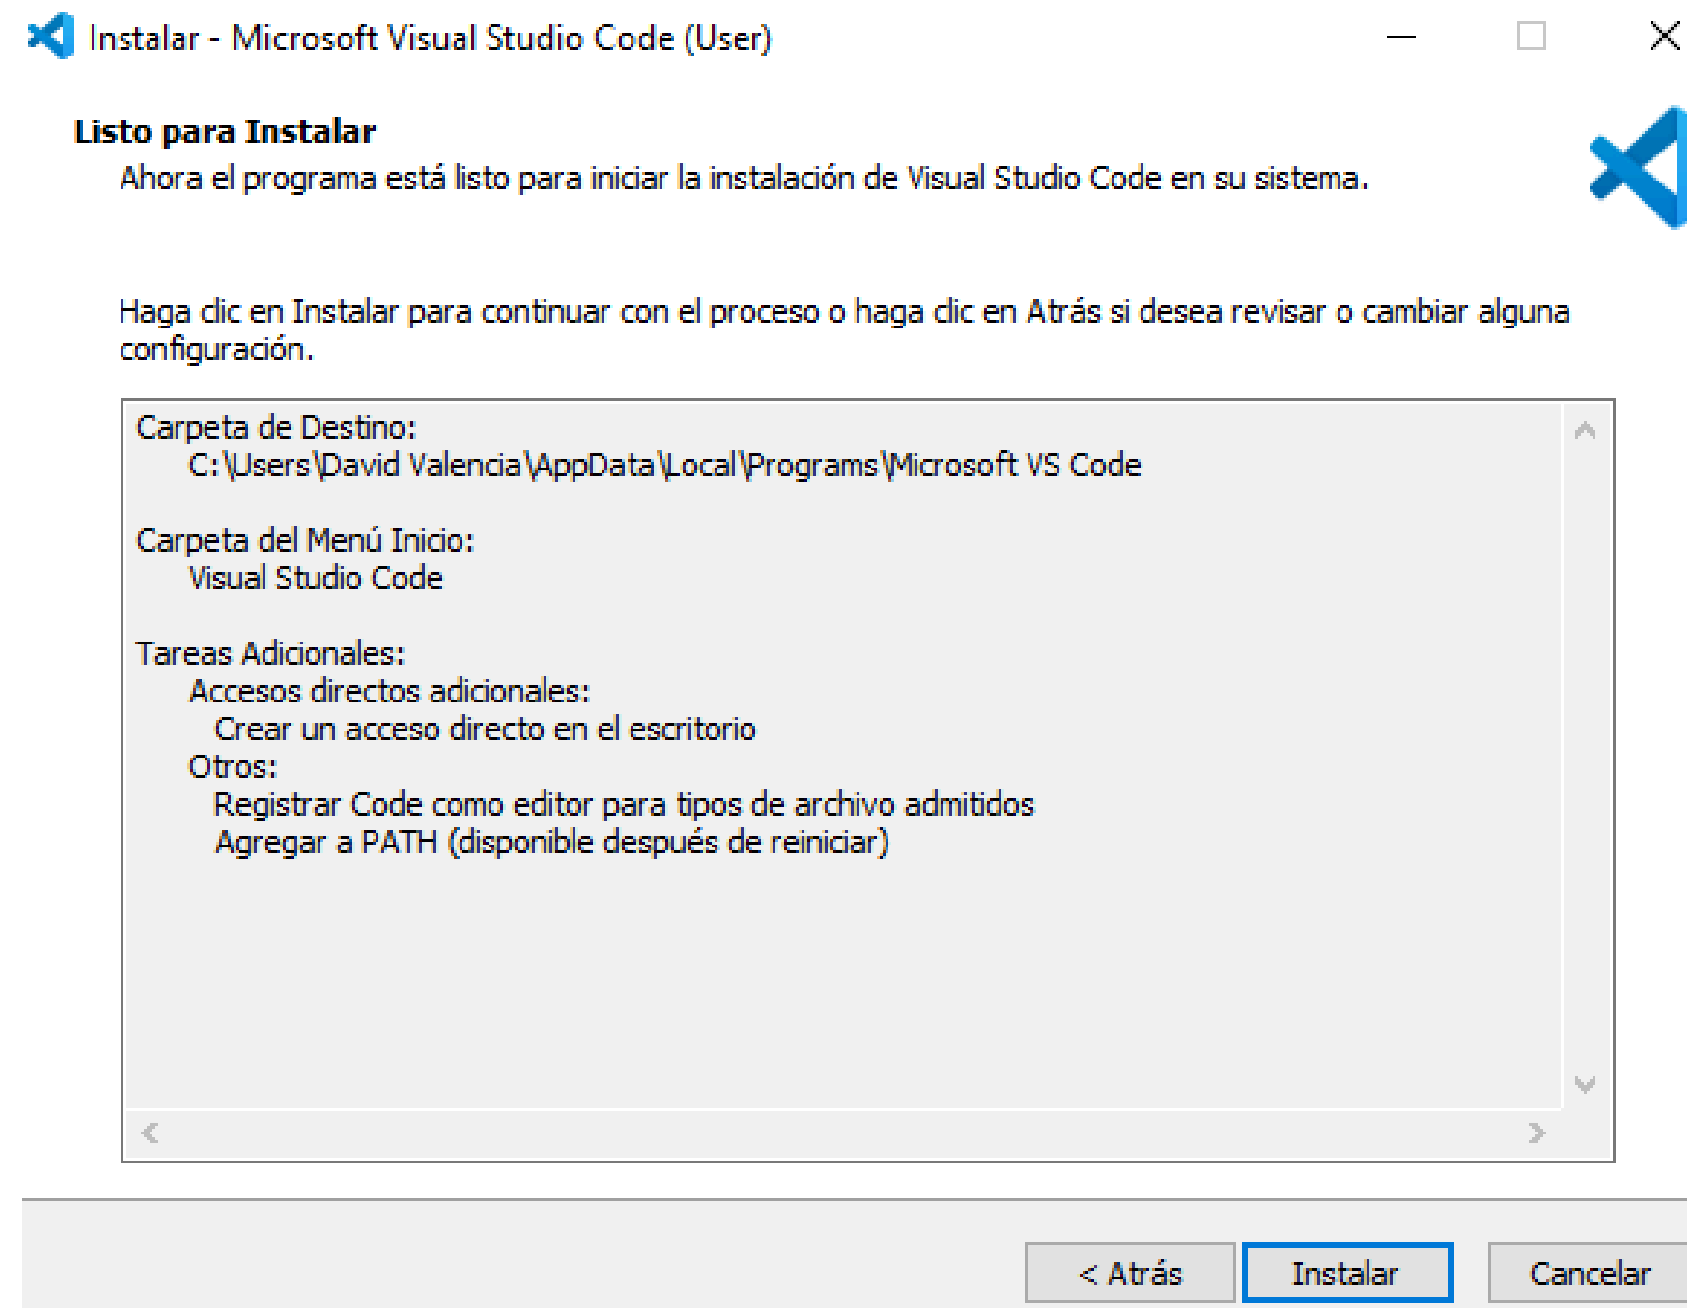 Instalar - Microsoft Visual Studio Code (User)
Listo para Instalar
Ahora el programa está listo para iniciar la instalación de Visual Studio Code en su sistema.
Haga clic en Instalar para continuar con el proceso o haga clic en Atrás si desea revisar o cambiar alguna
configuración.
Carpeta de Destino:
C:\Users\David Valencia\AppData\Local\Programs\Microsoft VS Code
Carpeta del Menú Inicio:
Visual Studio Code
Tareas Adicionales:
Accesos directos adicionales:
Crear un acceso directo en el escritorio
Otros:
Registrar Code como editor para tipos de archivo admitidos
Agregar a PATH (disponible después de reiniciar)
< Atrás Instalar Cancelar